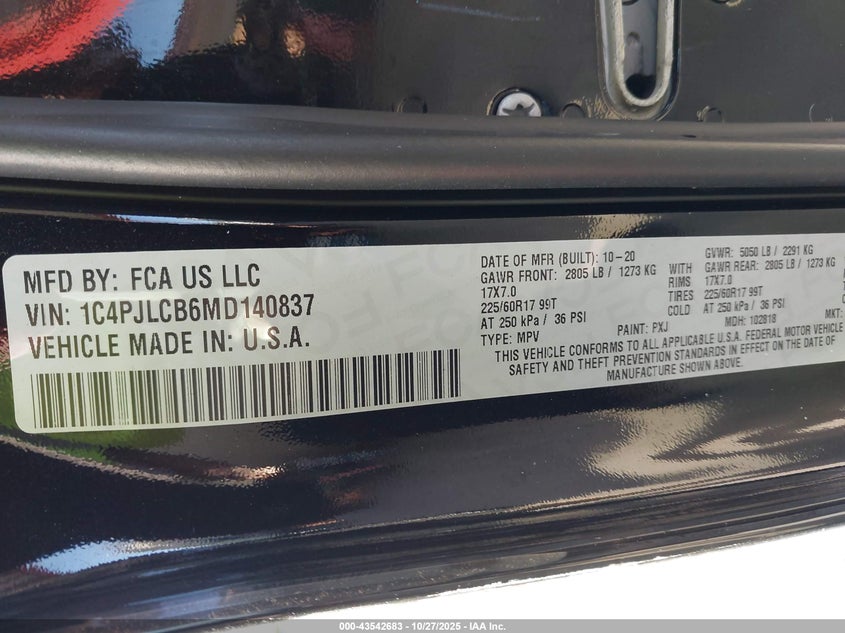 MFD BY: FCA US LLC
VIN: 1C4PJLCB6MD140837
VEHICLE MADE IN: U.S.A.
DATE OF MFR (BUILT): 10-20 GVWR: 5050 LB / 2291 KG
GAWR FRONT: 2805 LB / 1273 KG WITH GAWR REAR: 2805 LB / 1273 KG
17X7.0 RIMS 17X7.0
225/60R17 99T TIRES 225/60R17 99T
AT 250 kPa / 36 PSI COLD AT 250 kPa / 36 PSI
TYPE: MPV PAINT: PXJ MDH: 102818
THIS VEHICLE CONFORMS TO ALL APPLICABLE U.S.A. FEDERAL MOTOR VEHICLE
SAFETY AND THEFT PREVENTION STANDARDS IN EFFECT ON THE DATE OF
MANUFACTURE SHOWN ABOVE.
000-43542683 - 10/27/2025 - IAA Inc.